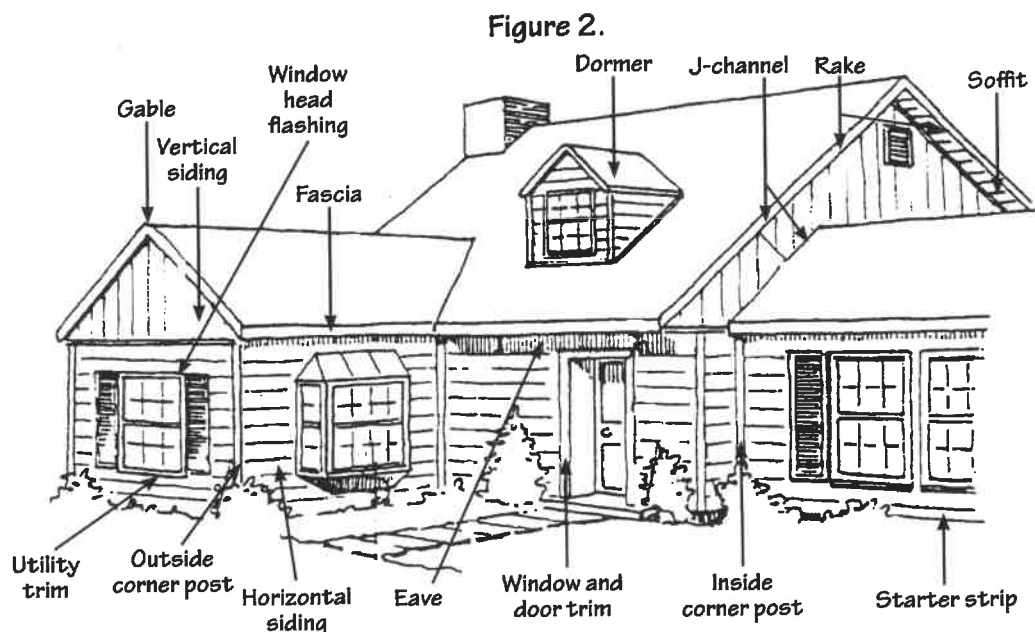 Figure 2.
Gable
Vertical
siding
Window
head
flashing
Fascia
Dormer
J-channel
Rake
Soffit
Utility
trim
Outside
corner post
Horizontal
siding
Eave
Window and
door trim
Inside
corner post
Starter strip